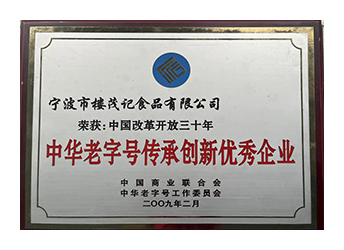 宁波市楼茂记食品有限公司
荣获:中国改革开放三十年
中华老字号传承创新优秀企业
中国商业联合会
中华老字号工作委员会
二〇〇九年二月